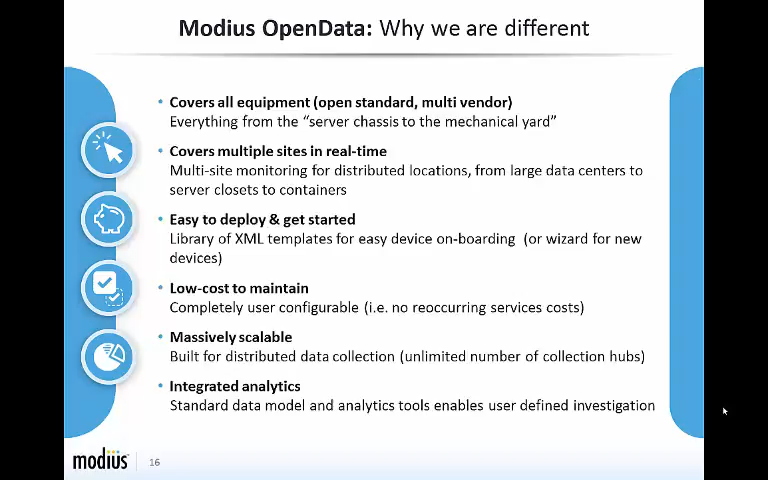 Modius OpenData: Why we are different
• Covers all equipment (open standard, multi vendor)
Everything from the “server chassis to the mechanical yard”
• Covers multiple sites in real-time
Multi-site monitoring for distributed locations, from large data centers to
server closets to containers
• Easy to deploy & get started
Library of XML templates for easy device on-boarding (or wizard for new
devices)
• Low-cost to maintain
Completely user configurable (i.e. no reoccurring services costs)
• Massively scalable
Built for distributed data collection (unlimited number of collection hubs)
• Integrated analytics
Standard data model and analytics tools enables user defined investigation
modius
16